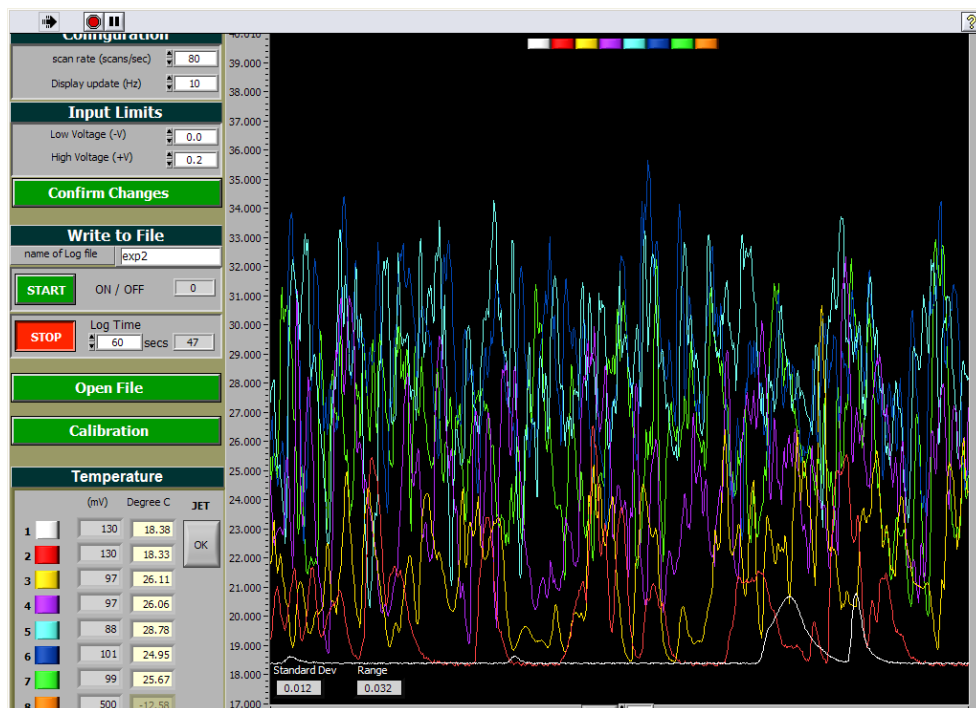 ?
Configuration
scan rate (scans/sec) 80
Display update (Hz) 10
Input Limits
Low Voltage (-V) 0.0
High Voltage (+V) 0.2
Confirm Changes
Write to File
name of Log file exp2
START ON / OFF 0
STOP Log Time
60 secs 47
Open File
Calibration
Temperature
(mV) Degree C JET
1 130 18.38
OK
2 130 18.33
3 97 26.11
4 97 26.06
5 88 28.78
6 101 24.95
7 99 25.67
8 500 -12.58
40.010
39.000
38.000
37.000
36.000
35.000
34.000
33.000
32.000
31.000
30.000
29.000
28.000
27.000
26.000
25.000
24.000
23.000
22.000
21.000
20.000
19.000
18.000
17.000
Standard Dev Range
0.012 0.032